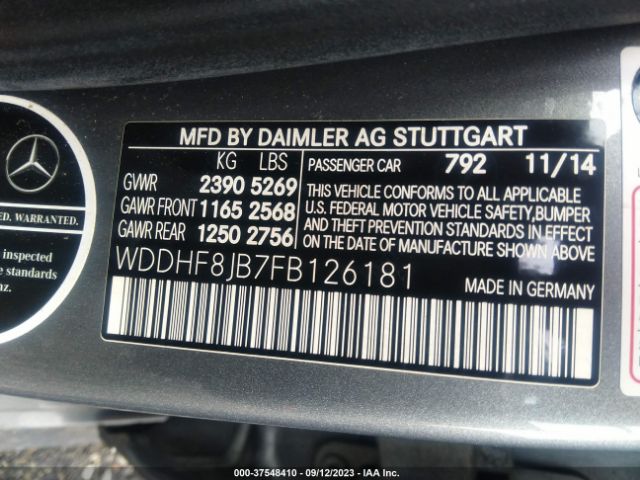 MFD BY DAIMLER AG STUTTGART
KG LBS
GVWR 2390 5269
GAWR FRONT 1165 2568
GAWR REAR 1250 2756
PASSENGER CAR 792 11/14
THIS VEHICLE CONFORMS TO ALL APPLICABLE
U.S. FEDERAL MOTOR VEHICLE SAFETY,BUMPER
AND THEFT PREVENTION STANDARDS IN EFFECT
ON DATE OF MANUFACTURE SHOWN ABOVE
WDDHF8JB7FB126181
MADE IN GERMANY
WARRANTED.
inspected
standards
000-37548410 - 09/12/2023 - IAA Inc.